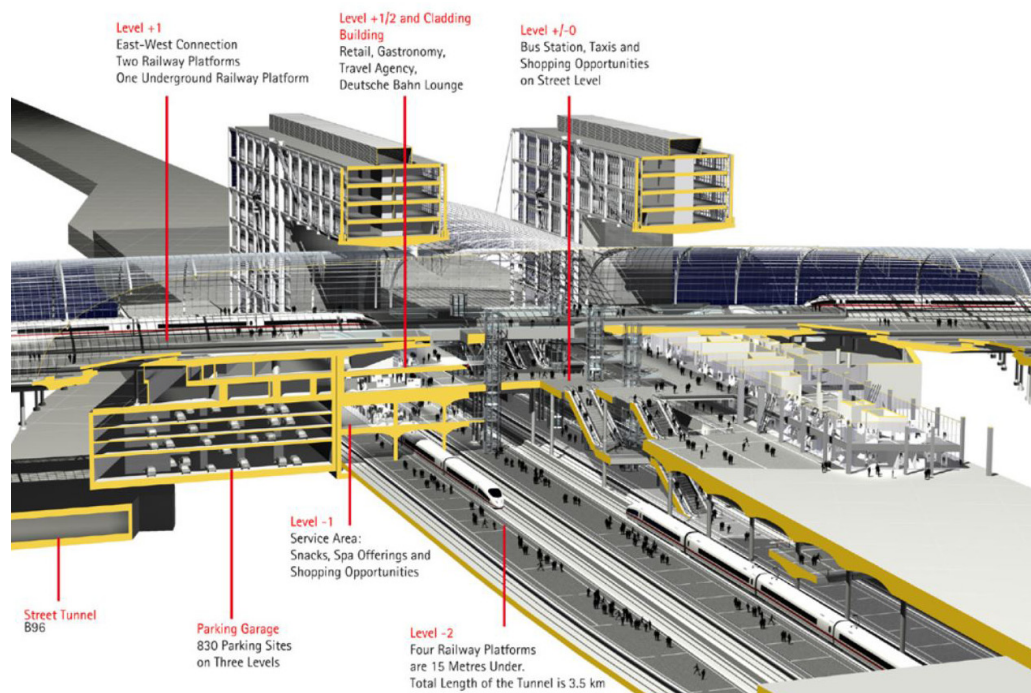 Level +1
East-West Connection
Two Railway Platforms
One Underground Railway Platform
Level +1/2 and Cladding
Building
Retail, Gastronomy,
Travel Agency,
Deutsche Bahn Lounge
Level +/-0
Bus Station, Taxis and
Shopping Opportunities
on Street Level
Level -1
Service Area:
Snacks, Spa Offerings and
Shopping Opportunities
Street Tunnel
B96
Parking Garage
830 Parking Sites
on Three Levels
Level -2
Four Railway Platforms
are 15 Metres Under.
Total Length of the Tunnel is 3.5 km